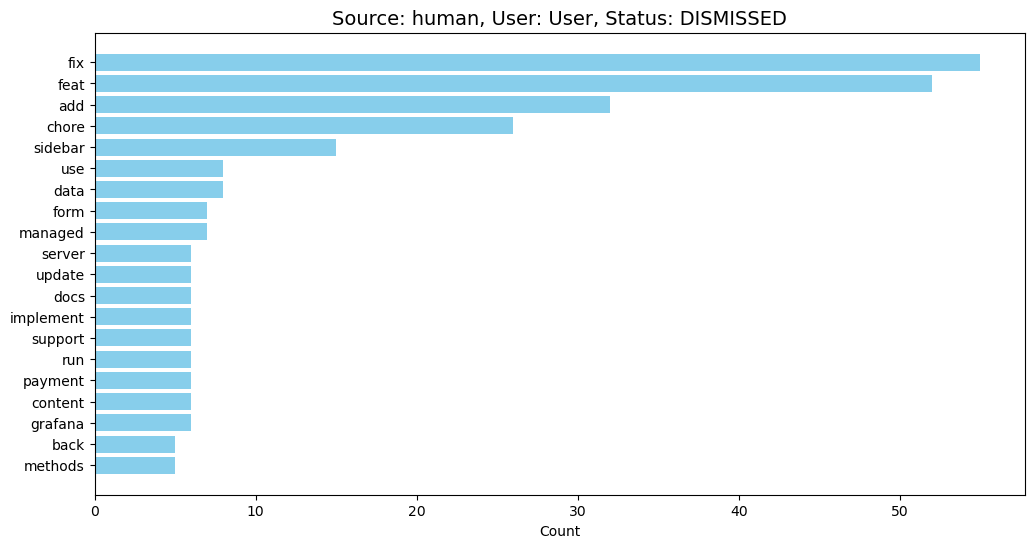 Source: human, User: User, Status: DISMISSED
fix
feat
add
chore
sidebar
use
data
form
managed
server
update
docs
implement
support
run
payment
content
grafana
back
methods
0 10 20 30 40 50
Count